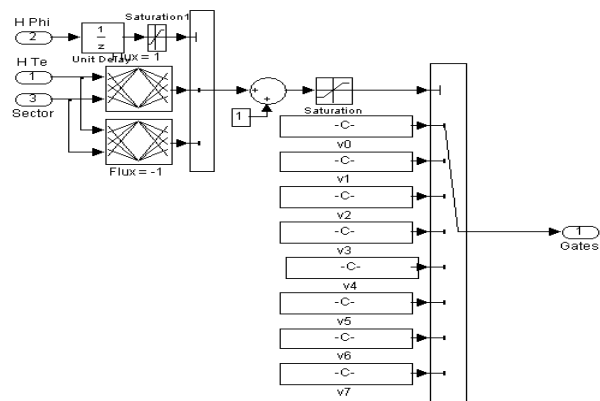 H Phi
2
1
z
Unit Delay
Saturation1
Flux = 1
H Te
1
3
Sector
Flux = -1
1
Saturation
-C-
v0
-C-
v1
-C-
v2
-C-
v3
-C-
v4
-C-
v5
-C-
v6
-C-
v7
1
Gates